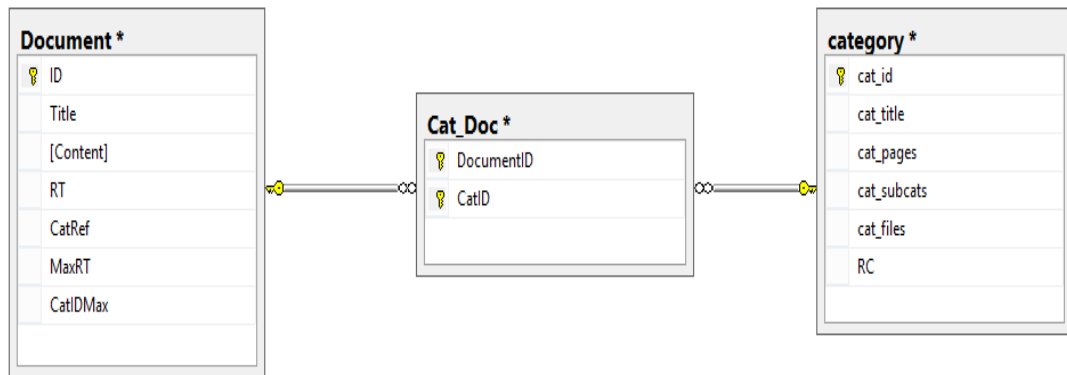 Document *
ID
Title
[Content]
RT
CatRef
MaxRT
CatIDMax
Cat_Doc *
DocumentID
CatID
category *
cat_id
cat_title
cat_pages
cat_subcats
cat_files
RC